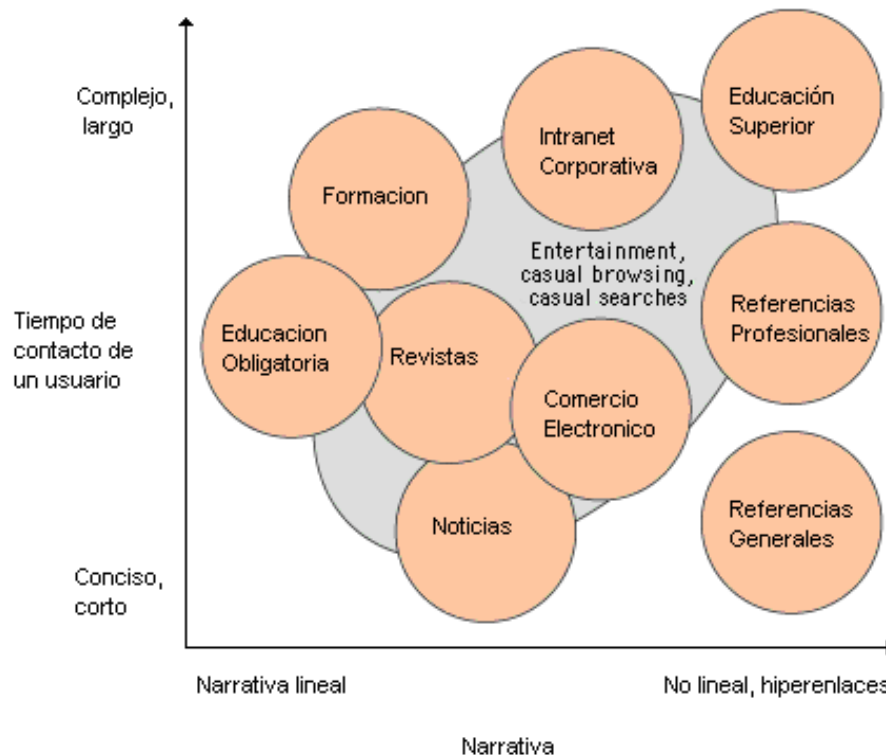 Complejo,
largo
Educación
Superior
Intranet
Corporativa
Formacion
Entertainment,
casual browsing,
casual searches
Tiempo de
contacto de
un usuario
Educacion
Obligatoria
Revistas
Referencias
Profesionales
Comercio
Electronico
Noticias
Referencias
Generales
Conciso,
corto
Narrativa lineal
No lineal, hiperenlaces
Narrativa